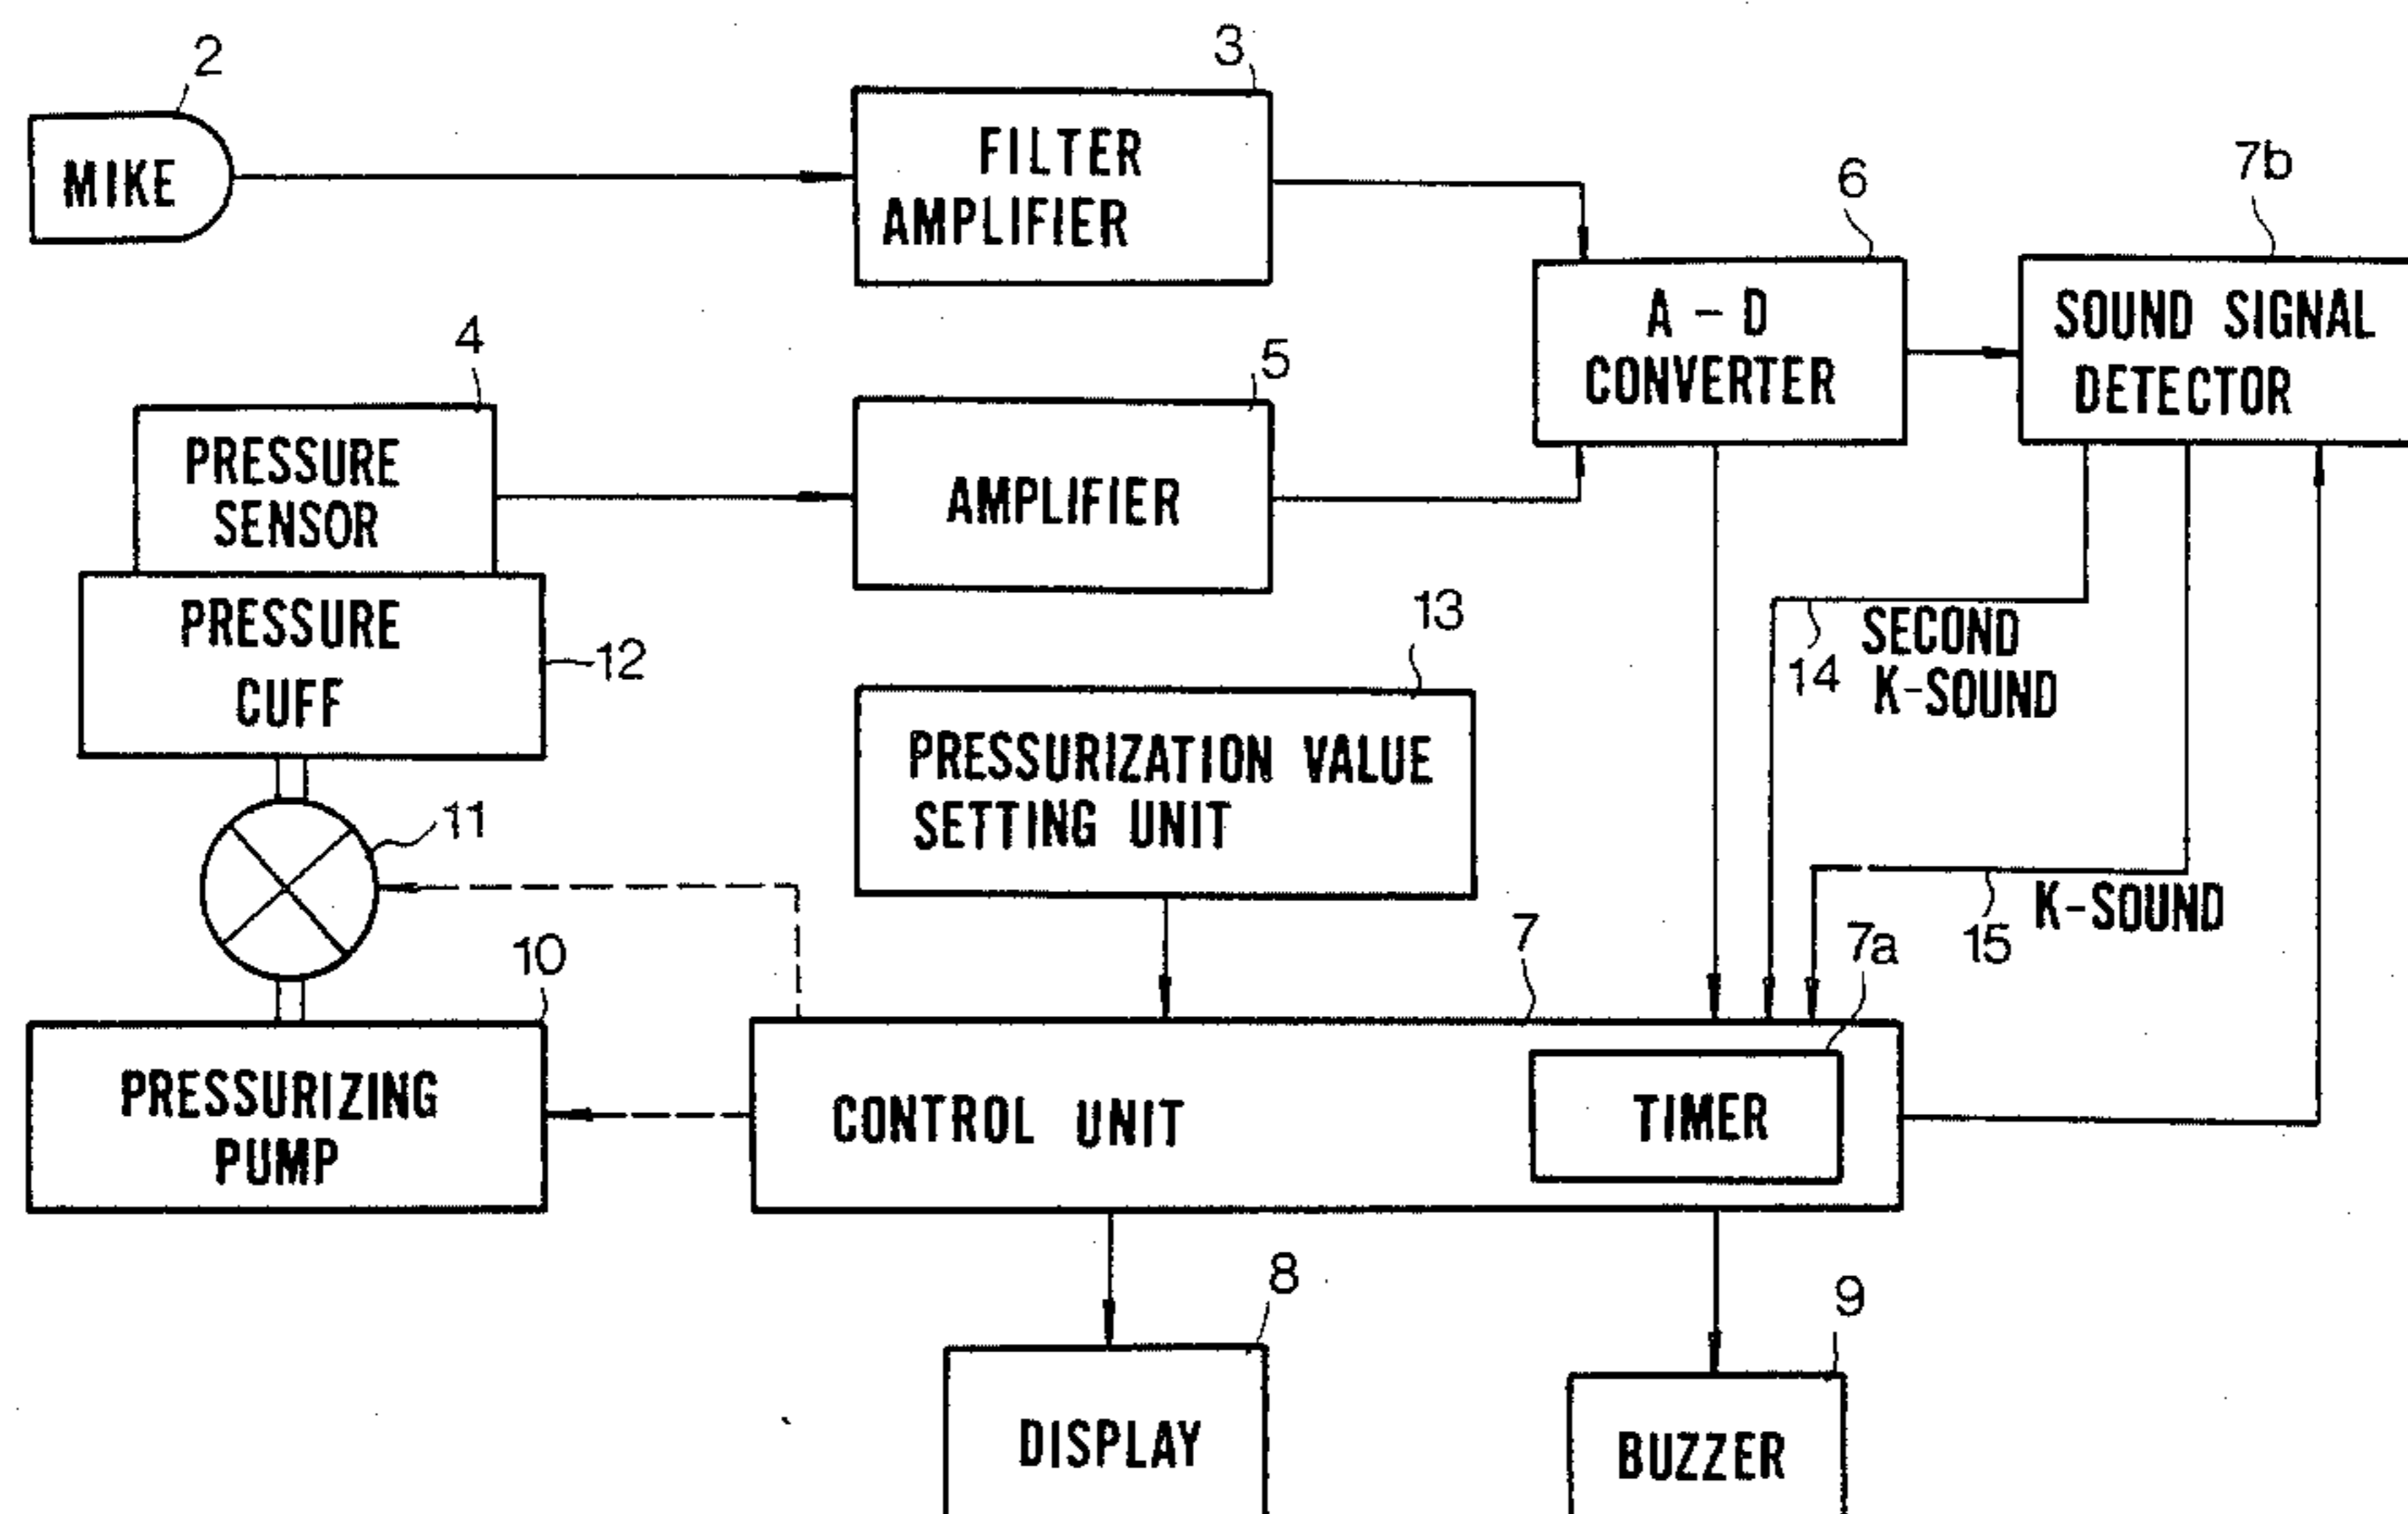 2
MIKE
3
FILTER
AMPLIFIER
6
A-D
CONVERTER
7b
SOUND SIGNAL
DETECTOR
4
PRESSURE
SENSOR
5
AMPLIFIER
PRESSURE
CUFF
12
13
PRESSURIZATION VALUE
SETTING UNIT
14
SECOND
K-SOUND
15
K-SOUND
11
10
PRESSURIZING
PUMP
7
CONTROL UNIT
7a
TIMER
8
DISPLAY
9
BUZZER